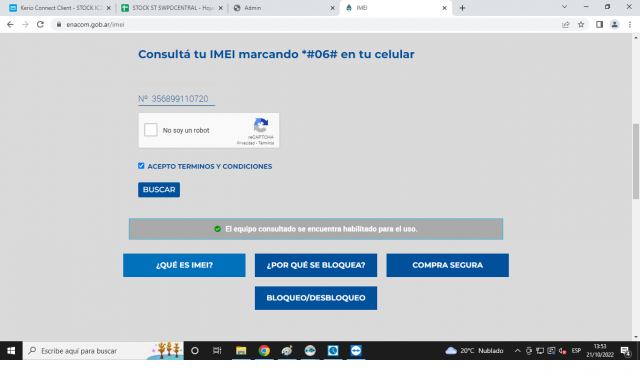 Kerio Connect Client - STOCK IC
STOCK ST SWPOCENTRAL - Hoja
Admin
IMEI
enacom.gob.ar/imei
Consultá tu IMEI marcando *#06# en tu celular
Nº 356899110720
No soy un robot
reCAPTCHA
Privacidad - Términos
ACEPTO TERMINOS Y CONDICIONES
BUSCAR
El equipo consultado se encuentra habilitado para el uso.
¿QUÉ ES IMEI?
¿POR QUÉ SE BLOQUEA?
COMPRA SEGURA
BLOQUEO/DESBLOQUEO
Escribe aquí para buscar
20°C Nublado
ESP
13:53
21/10/2022